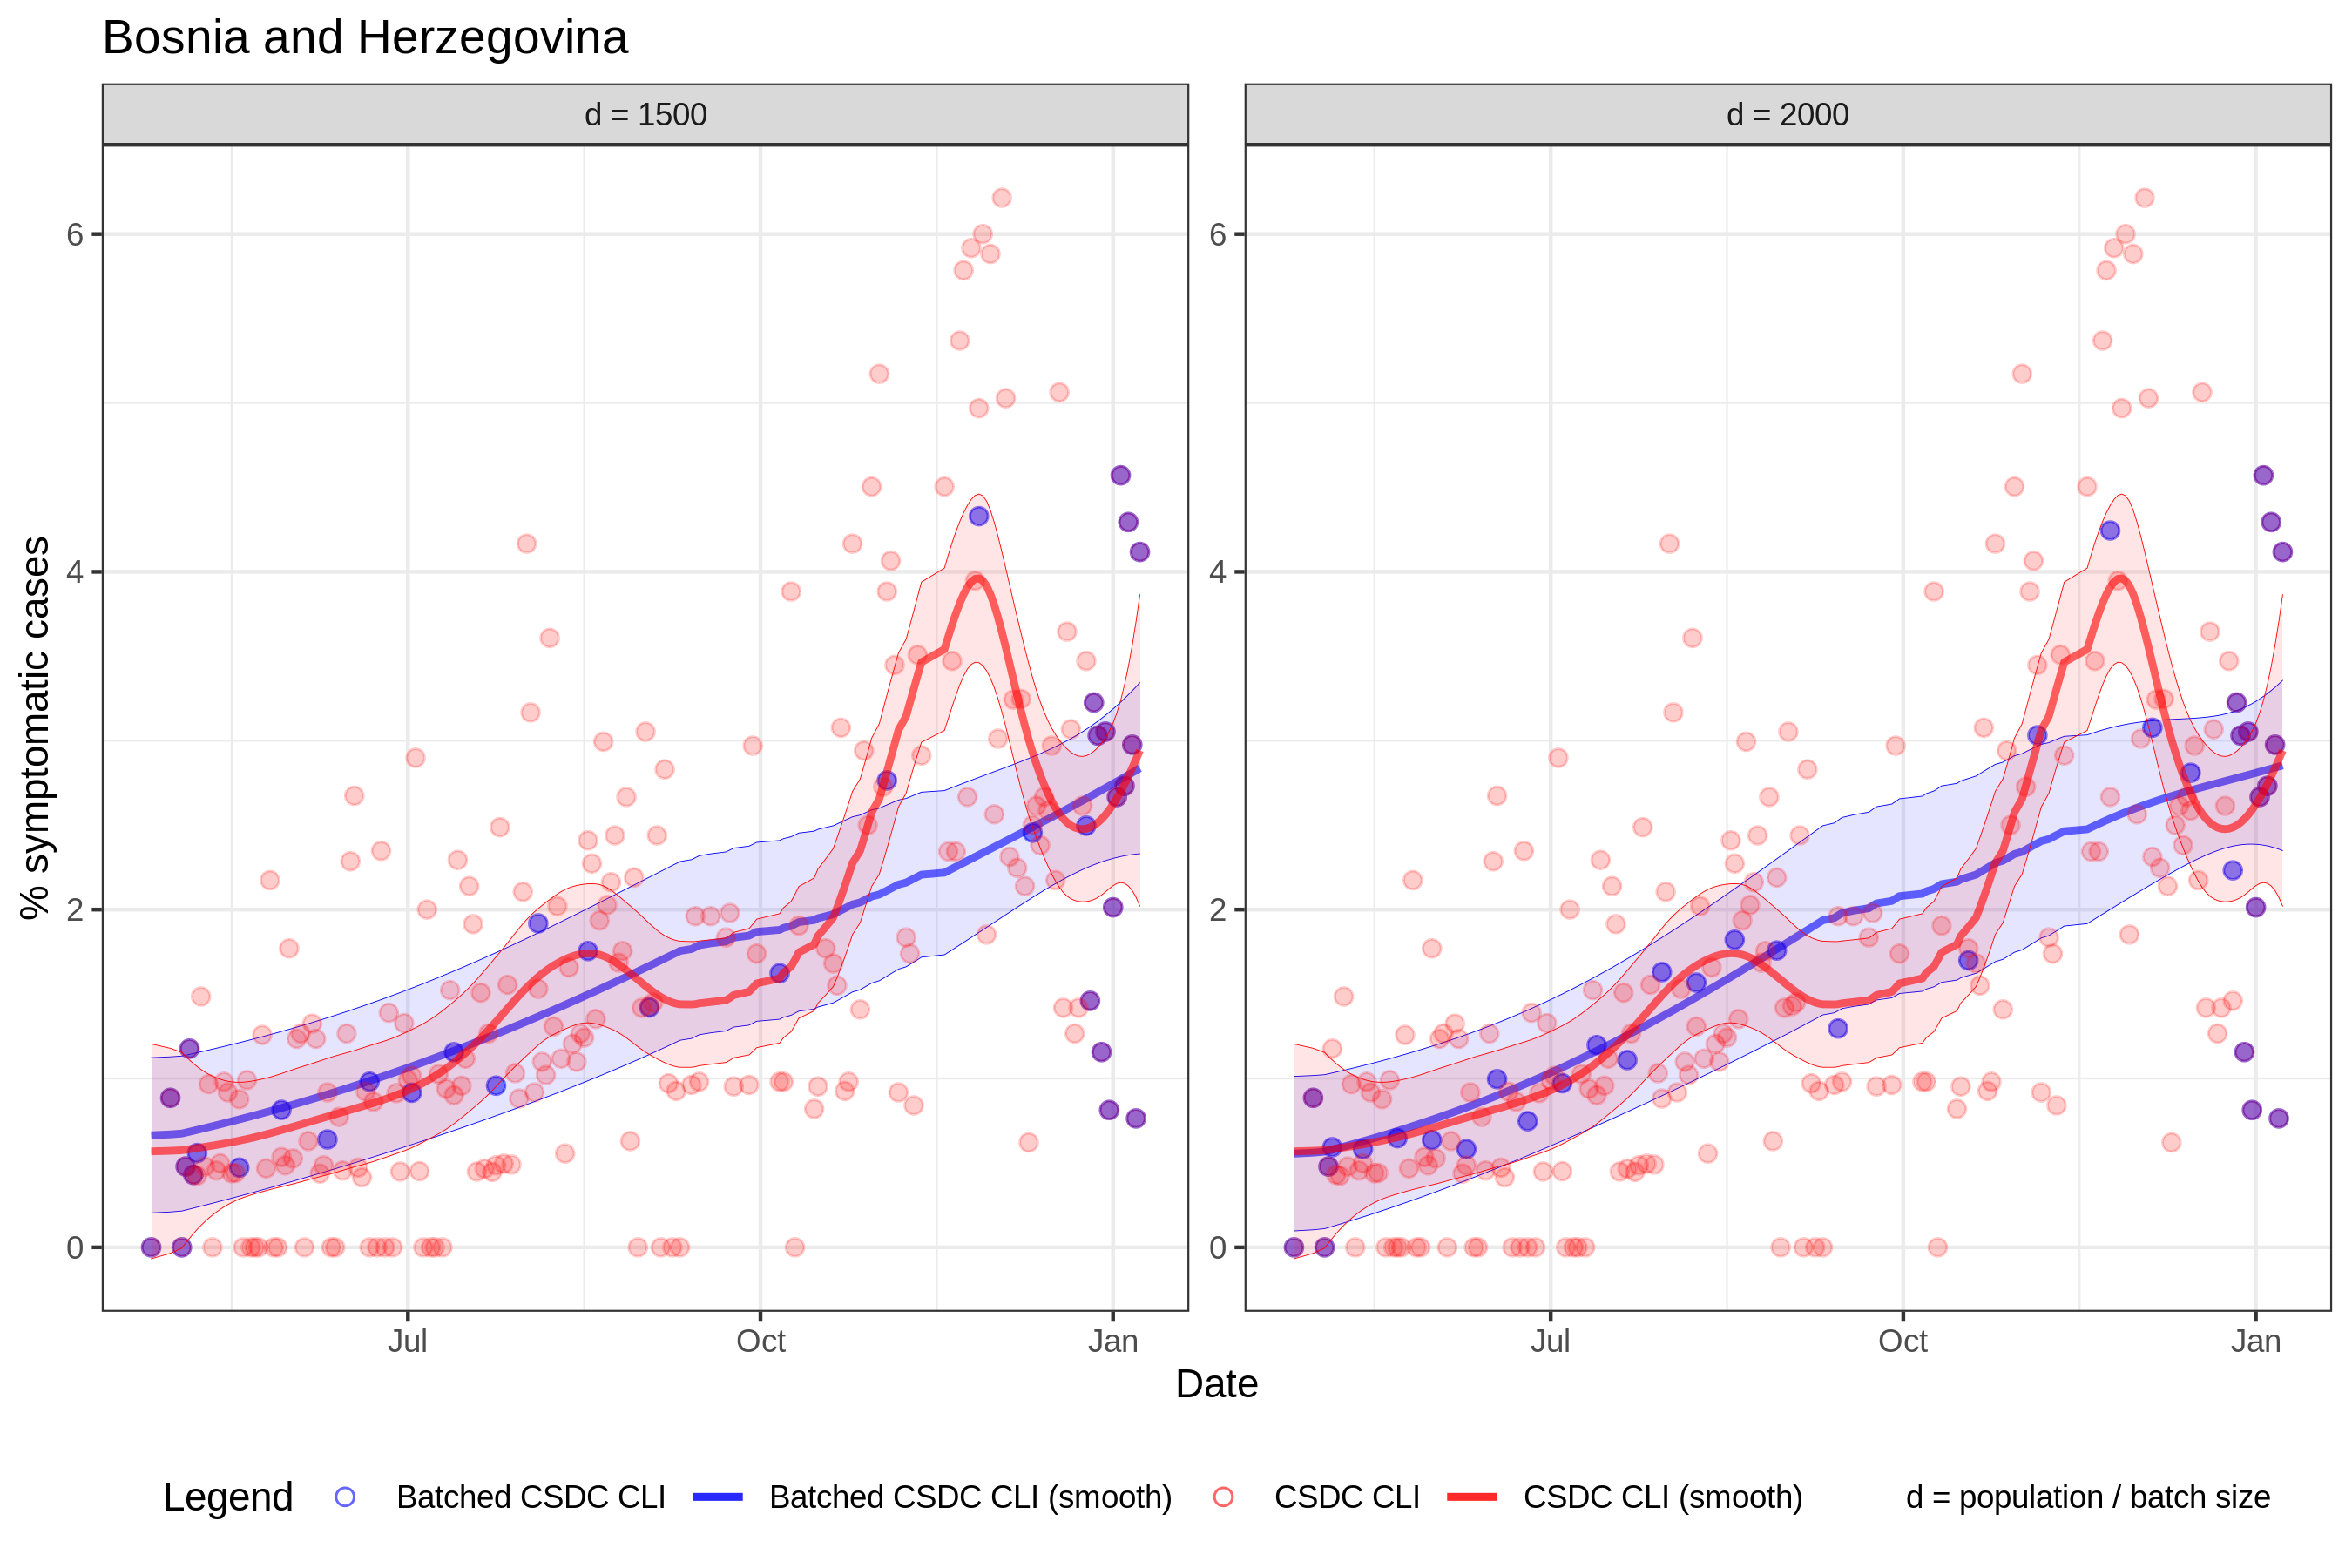 Bosnia and Herzegovina
d = 1500
d = 2000
% symptomatic cases
6
4
2
0
6
4
2
0
Jul
Oct
Jan
Jul
Oct
Jan
Date
Legend
Batched CSDC CLI
Batched CSDC CLI (smooth)
CSDC CLI
CSDC CLI (smooth)
d = population / batch size